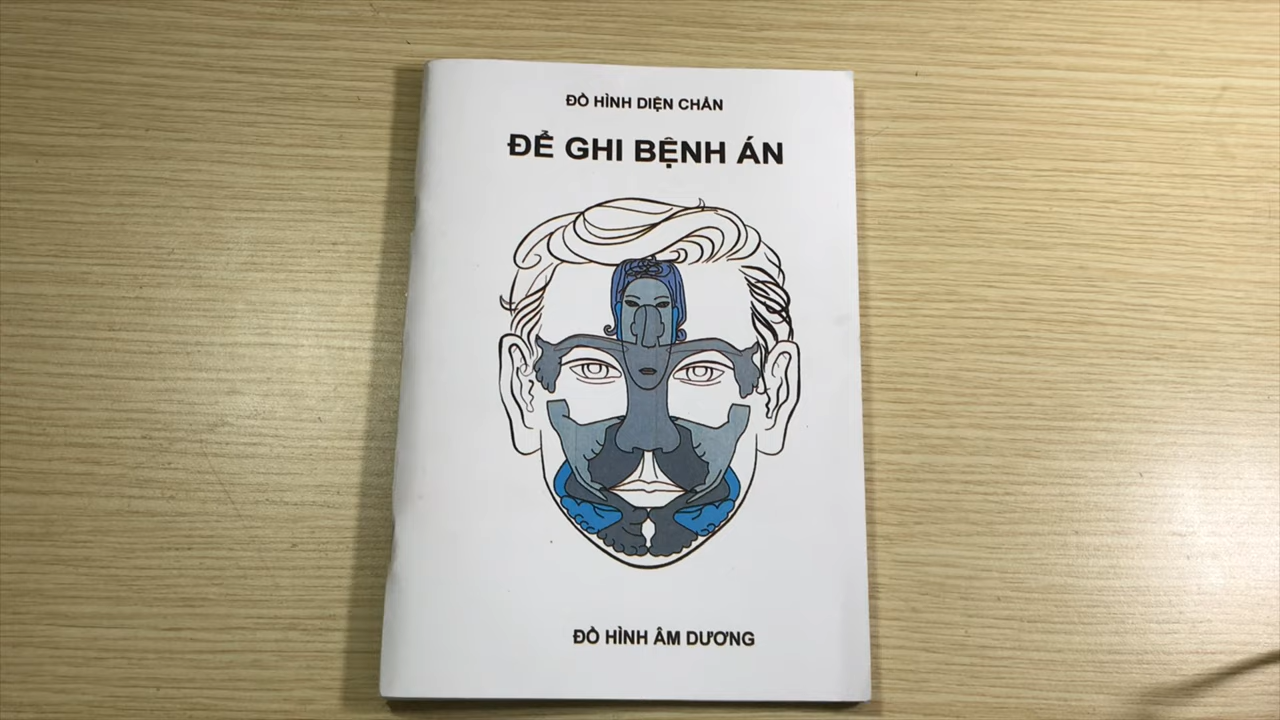 ĐỒ HÌNH DIỆN CHẨN
ĐỂ GHI BỆNH ÁN
ĐỒ HÌNH ÂM DƯƠNG